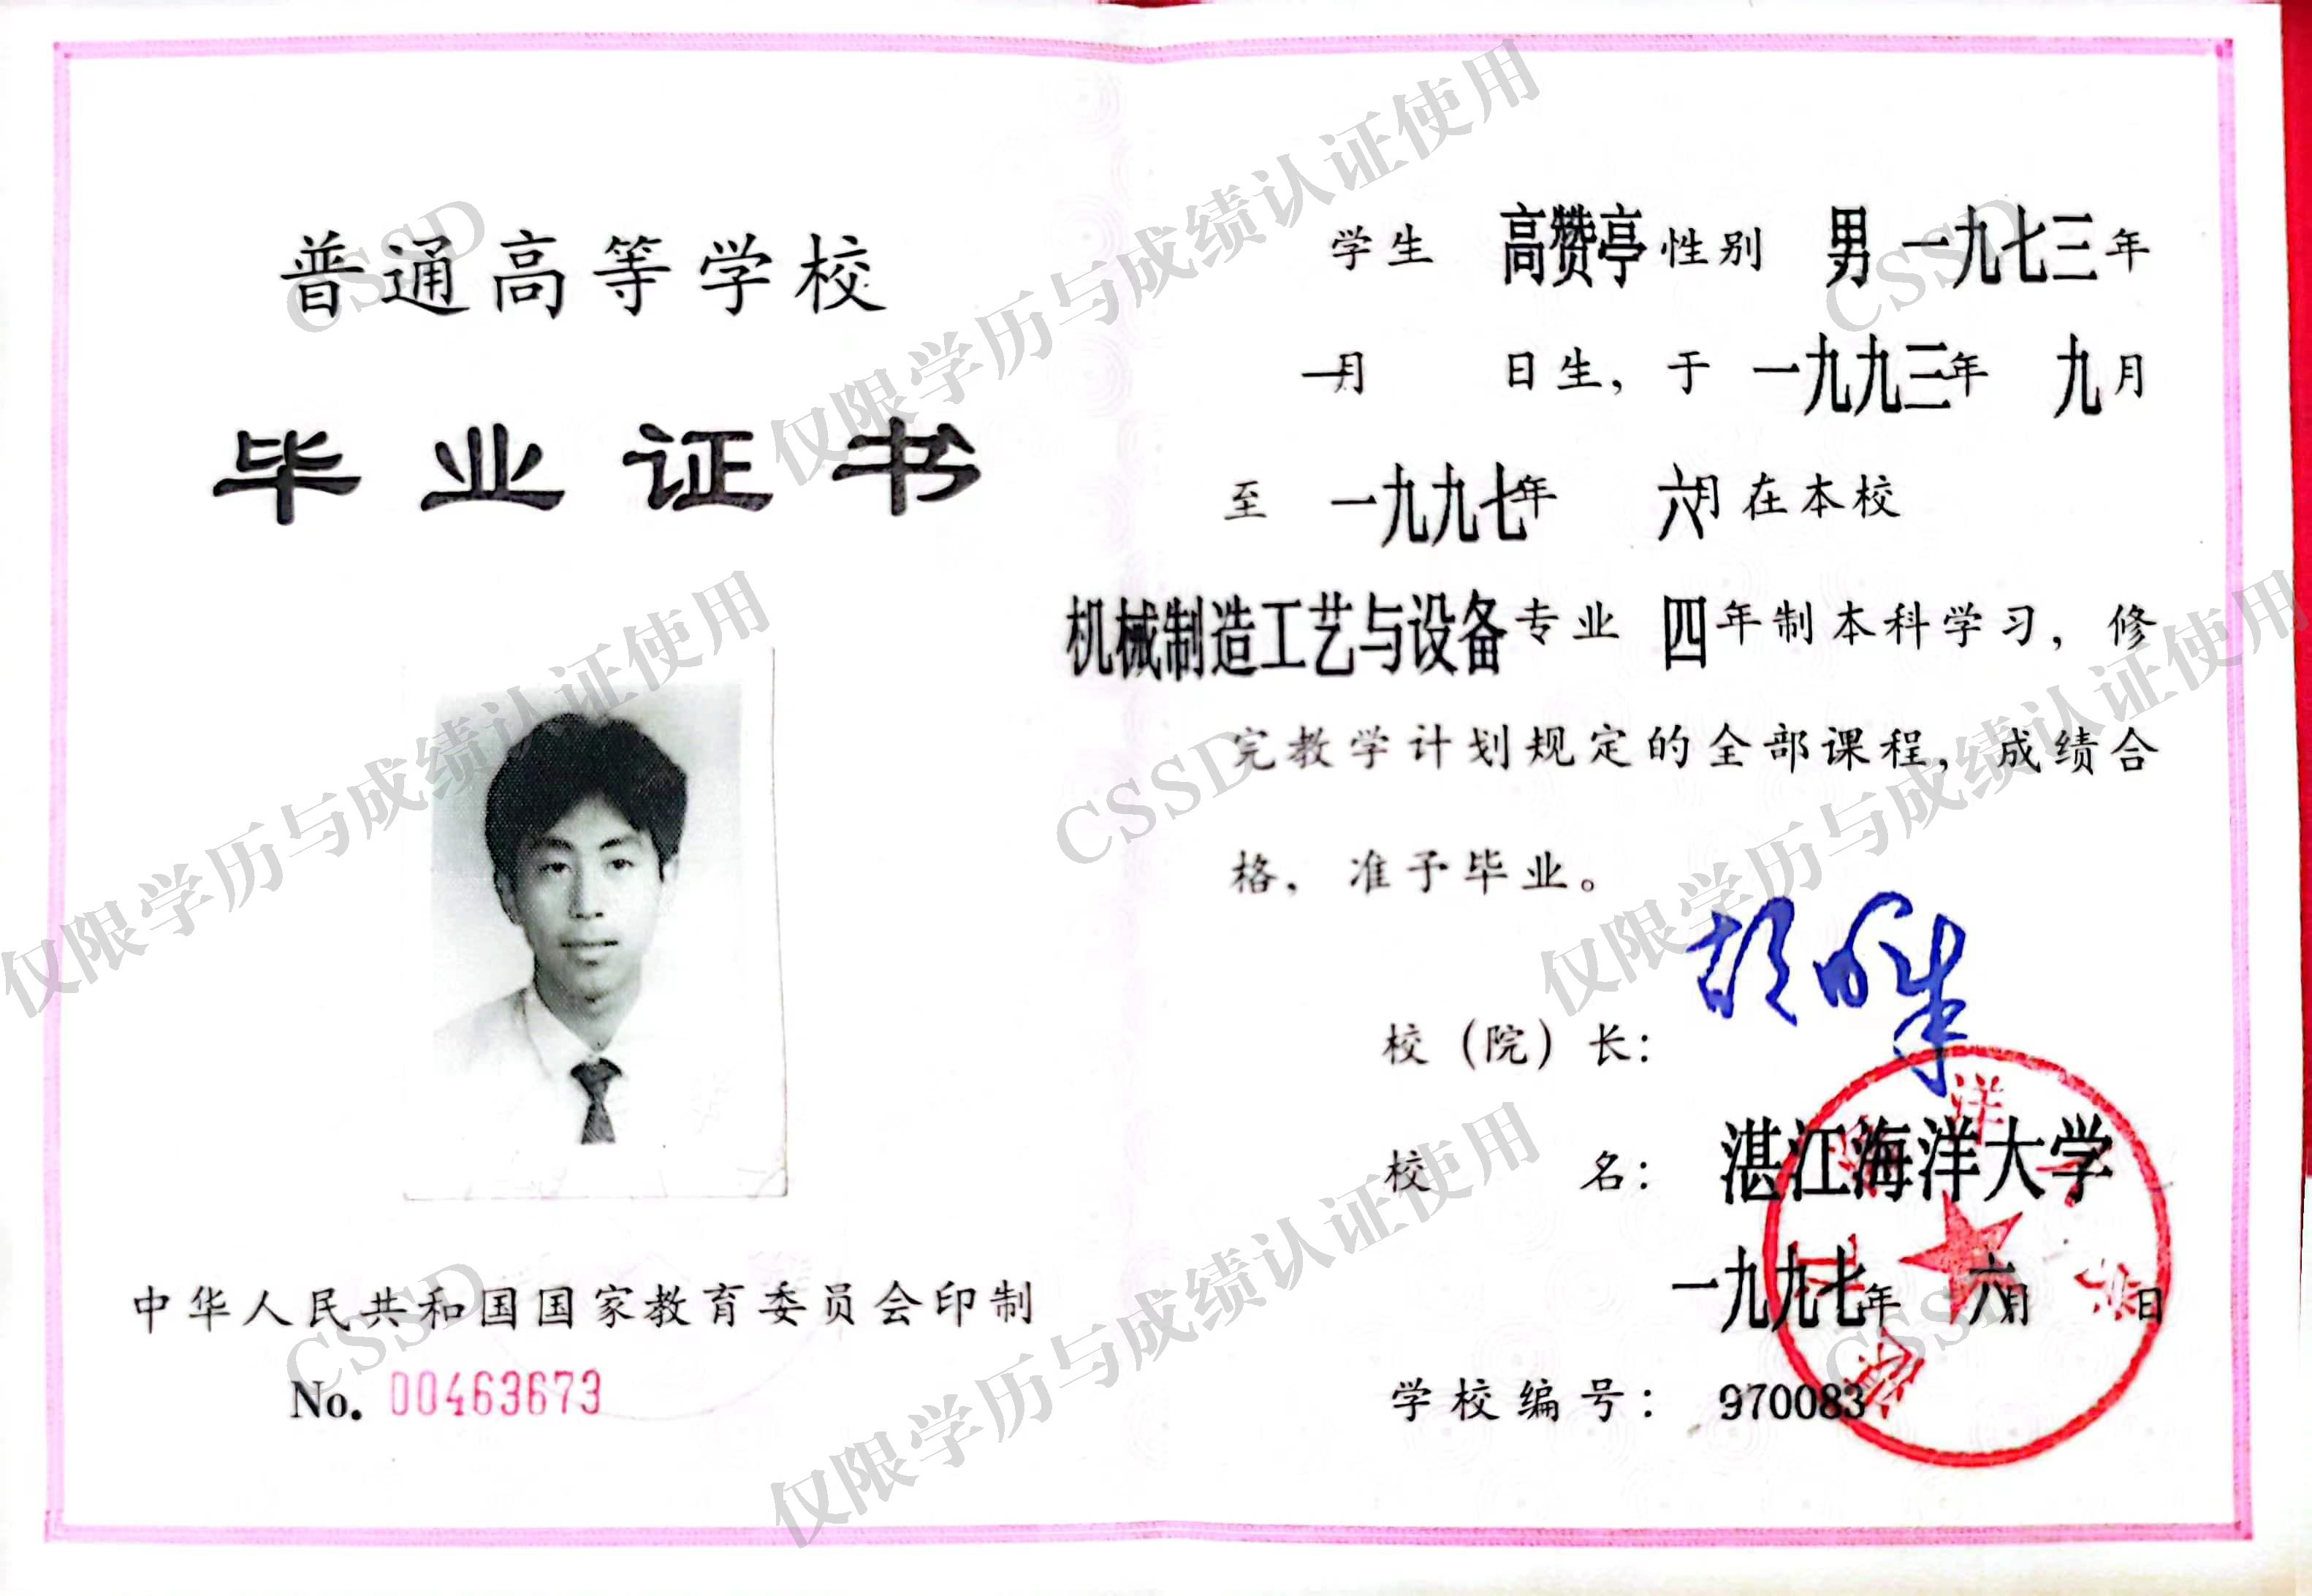 普通高等学校
毕业证书
中华人民共和国国家教育委员会印制
No. 00463673
学生 高赞亭 性别 男 一九七三年
一月 日生，于 一九九三年 九月
至 一九九七年 六月在本校
机械制造工艺与设备专业 四年制本科学习，修
完教学计划规定的全部课程，成绩合
格，准予毕业。
校（院）长：
校 名： 湛江海洋大学
一九九七年 六月 日
学校编号： 970083
CSSD
仅限学历与成绩认证使用